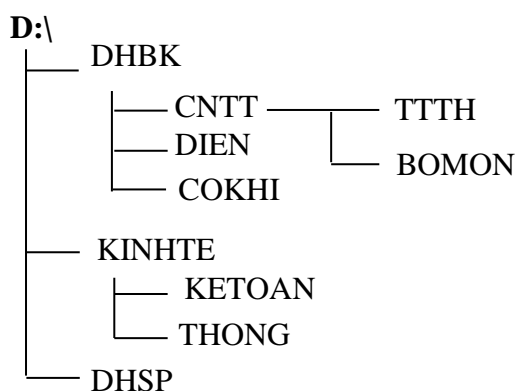 D:\
DHBK
CNTT TTTH
DIEN BOMON
COKHI
KINHTE
KETOAN
THONG
DHSP